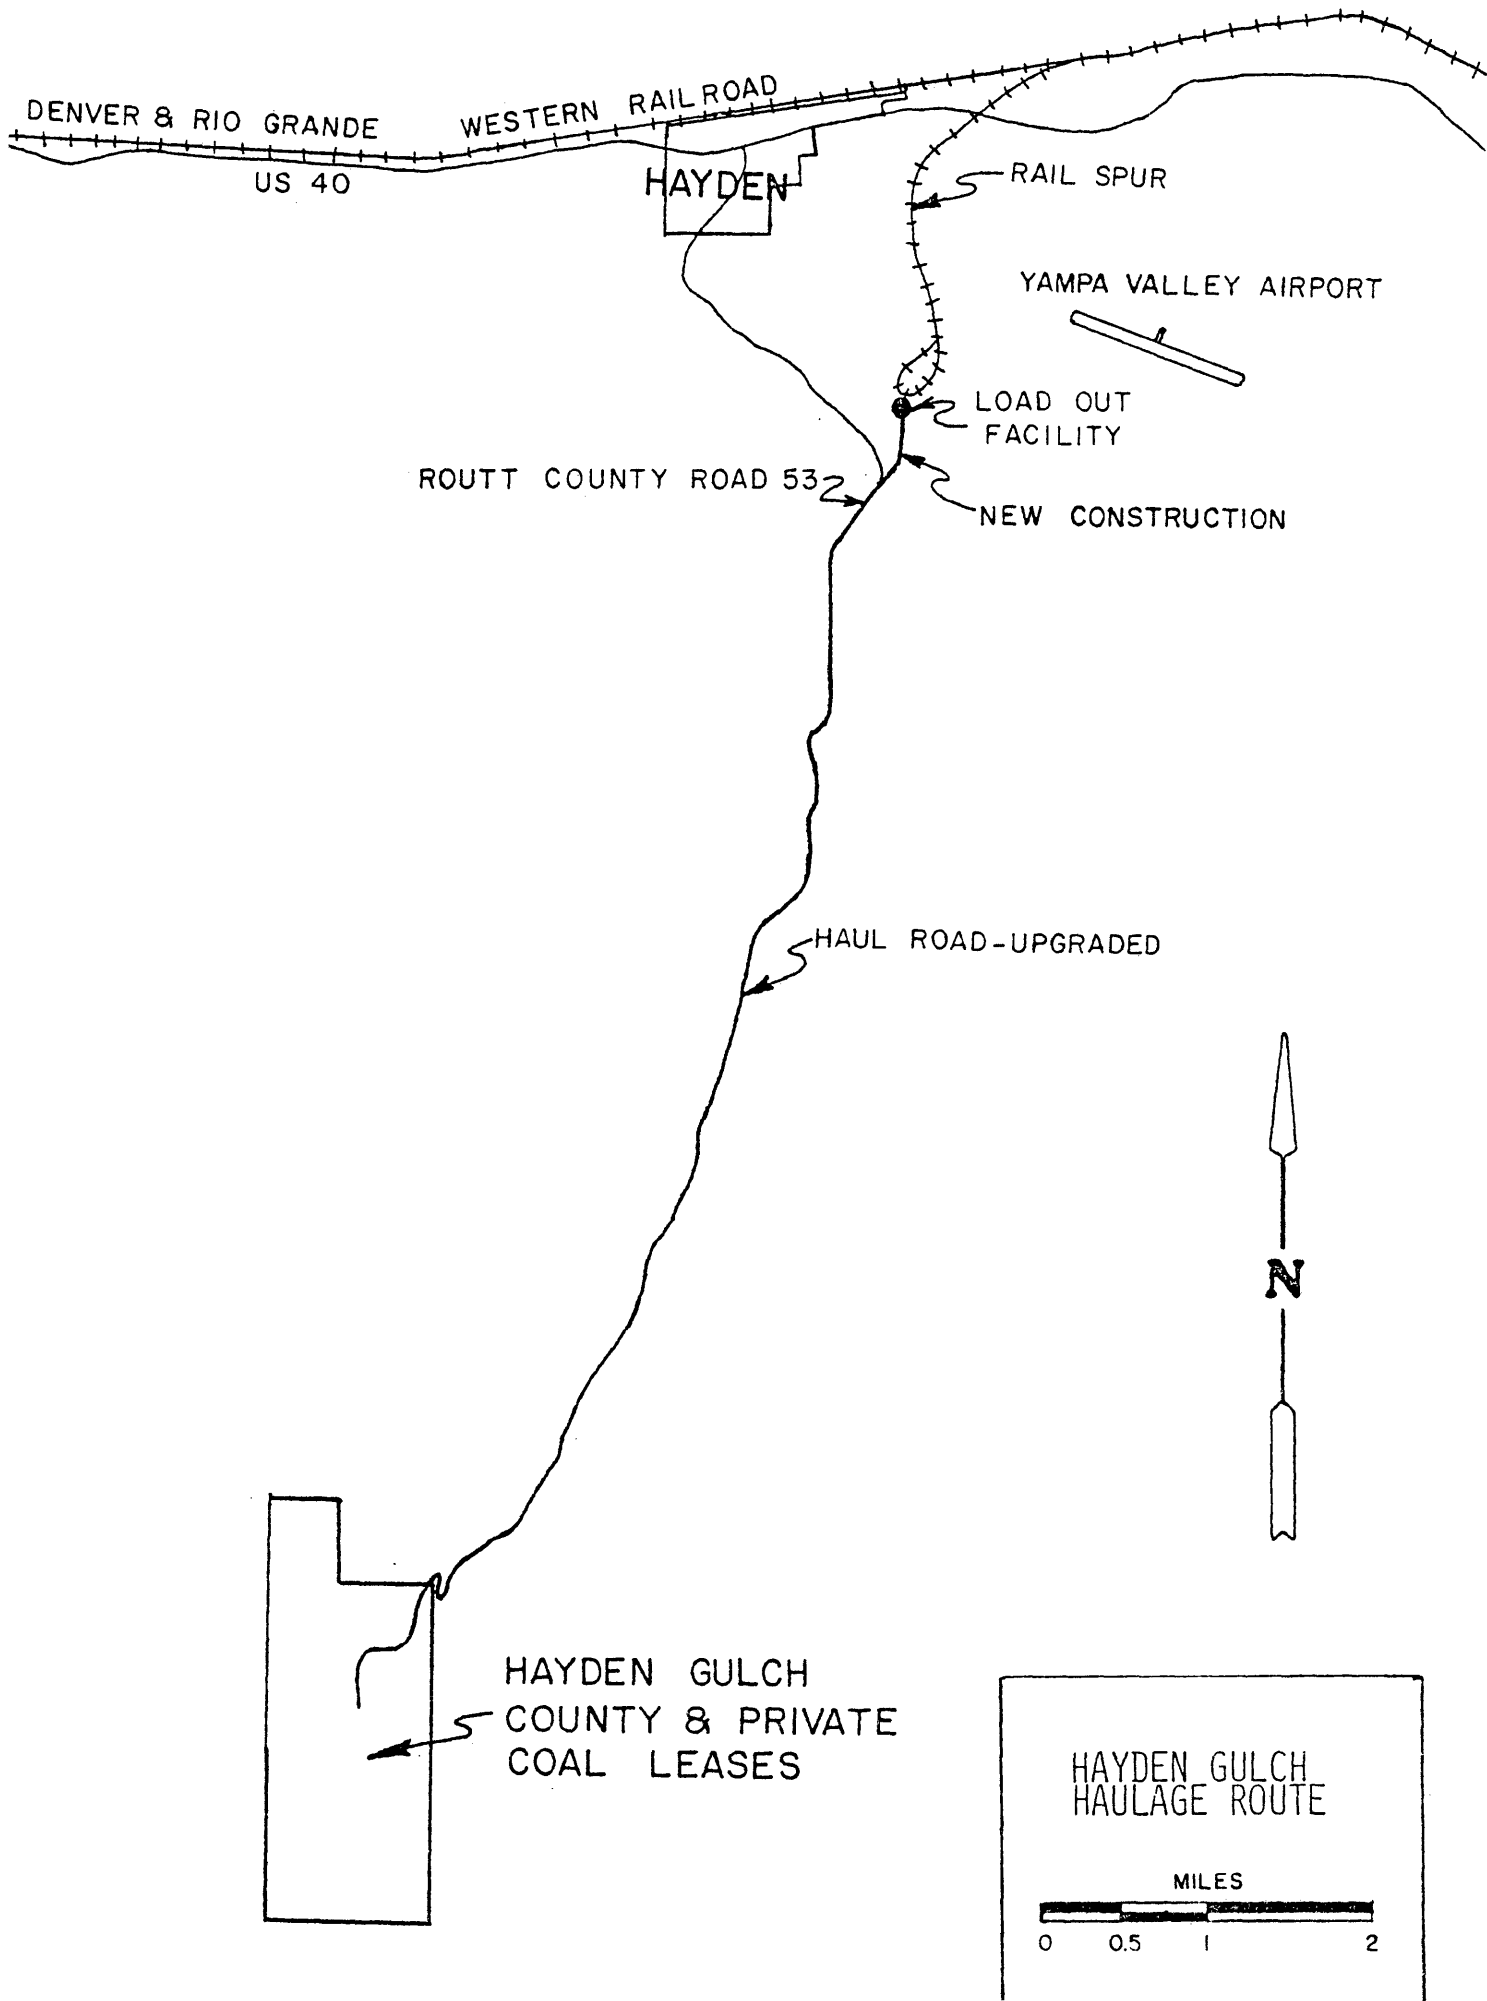 DENVER & RIO GRANDE WESTERN RAILROAD
US 40
HAYDEN
RAIL SPUR
YAMPA VALLEY AIRPORT
LOAD OUT
FACILITY
ROUTT COUNTY ROAD 53
NEW CONSTRUCTION
HAUL ROAD-UPGRADED
N
HAYDEN GULCH
COUNTY & PRIVATE
COAL LEASES
HAYDEN GULCH
HAULAGE ROUTE
MILES
0 0.5 1 2